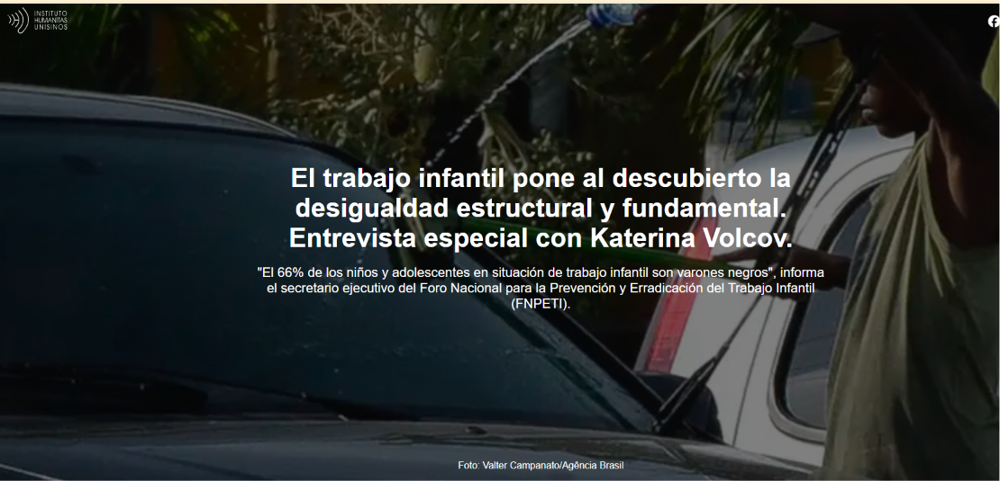 INSTITUTO
HUMANITAS
UNISINOS
El trabajo infantil pone al descubierto la
desigualdad estructural y fundamental.
Entrevista especial con Katerina Volcov.
"El 66% de los niños y adolescentes en situación de trabajo infantil son varones negros", informa
el secretario ejecutivo del Foro Nacional para la Prevención y Erradicación del Trabajo Infantil
(FNPETI).
Foto: Valter Campanato/Agência Brasil